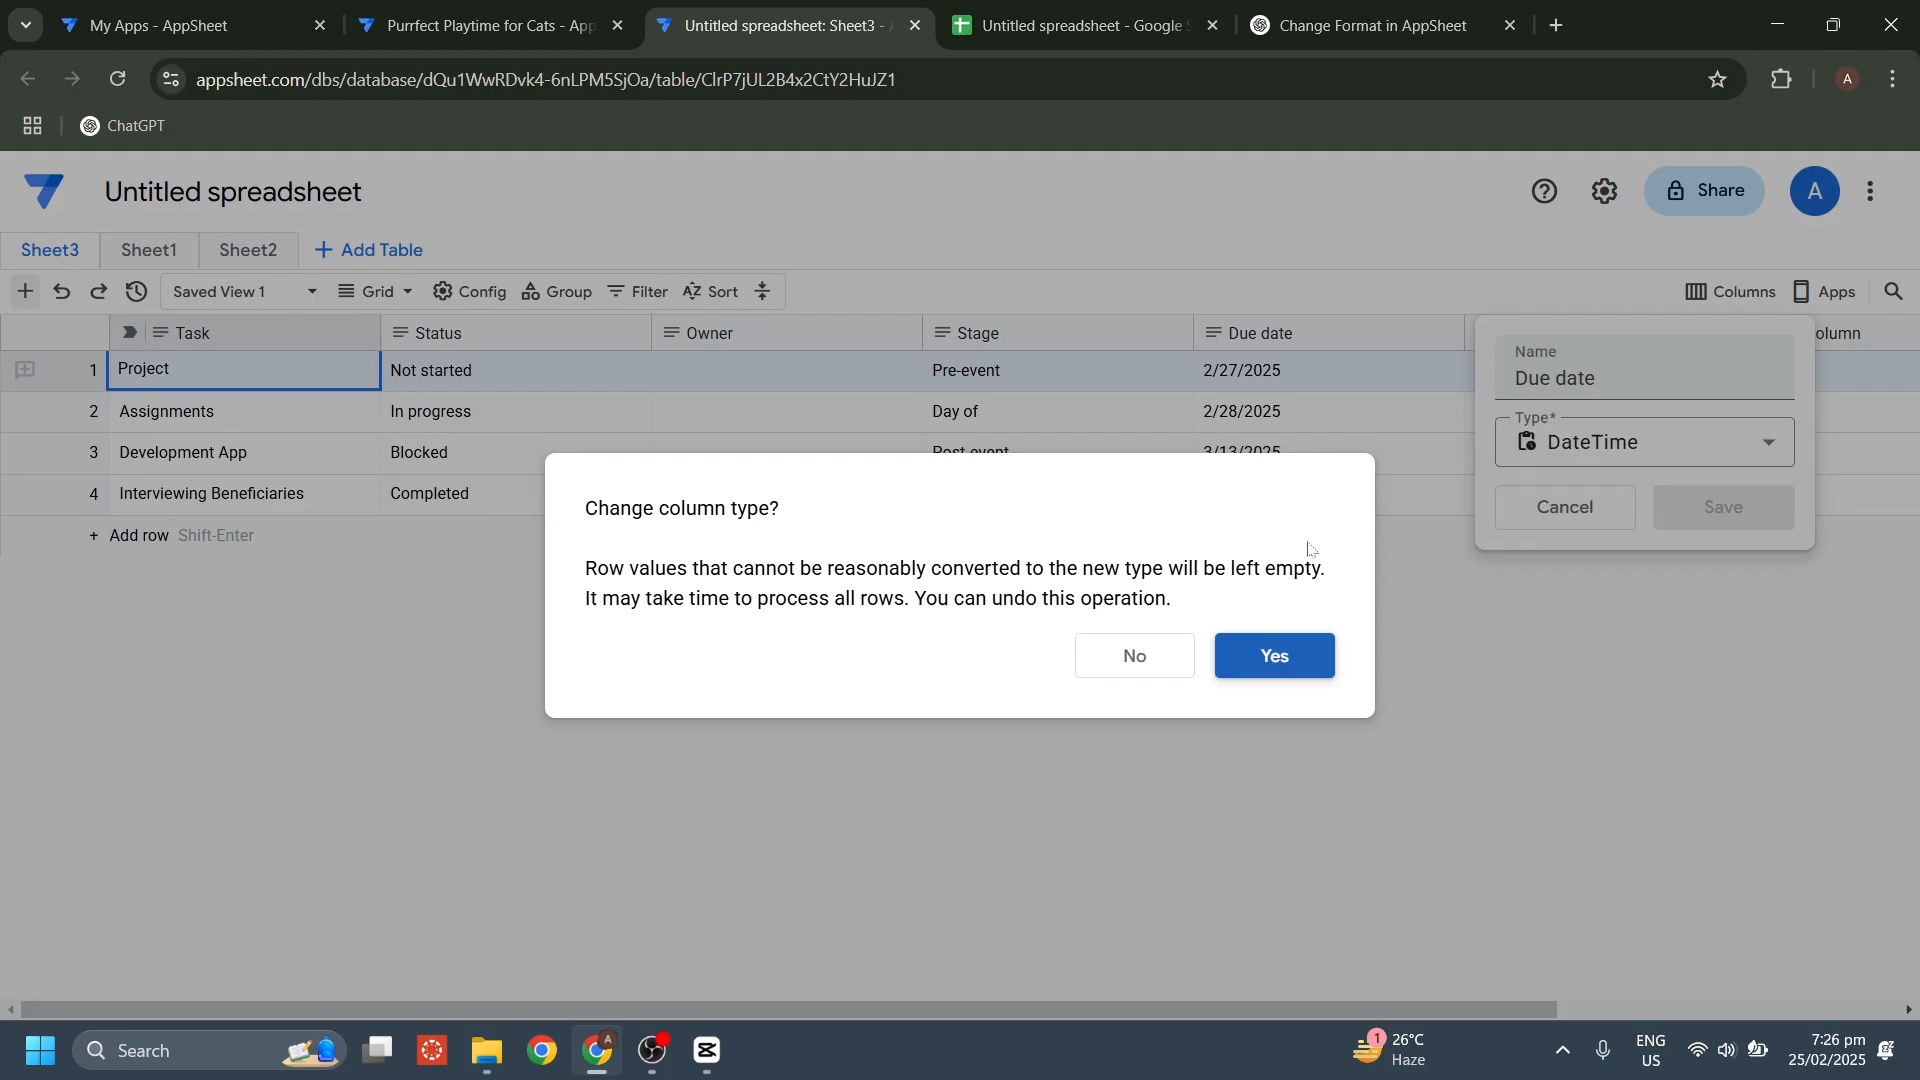 My Apps - AppSheet
Purrfect Playtime for Cats - App
Untitled spreadsheet: Sheet3 -
Untitled spreadsheet - Google
Change Format in AppSheet
appsheet.com/dbs/database/dQu1WwRDvk4-6nLPM5SjOa/table/ClrP7jUL2B4x2CtY2HuJZ1
A
ChatGPT
Untitled spreadsheet
Share
A
Sheet3
Sheet1
Sheet2
+ Add Table
Saved View 1
Grid
Config
Group
Filter
Sort
Columns
Apps
Task
Status
Owner
Stage
Due date
olumn
1 Project Not started Pre-event 2/27/2025
2 Assignments In progress Day of 2/28/2025
3 Development App Blocked Post-event 3/13/2025
4 Interviewing Beneficiaries Completed
+ Add row Shift-Enter
Name
Due date
Type*
DateTime
Cancel
Save
Change column type?
Row values that cannot be reasonably converted to the new type will be left empty.
It may take time to process all rows. You can undo this operation.
No
Yes
Search
A
1
26°C
Haze
ENG
US
7:26 pm
25/02/2025